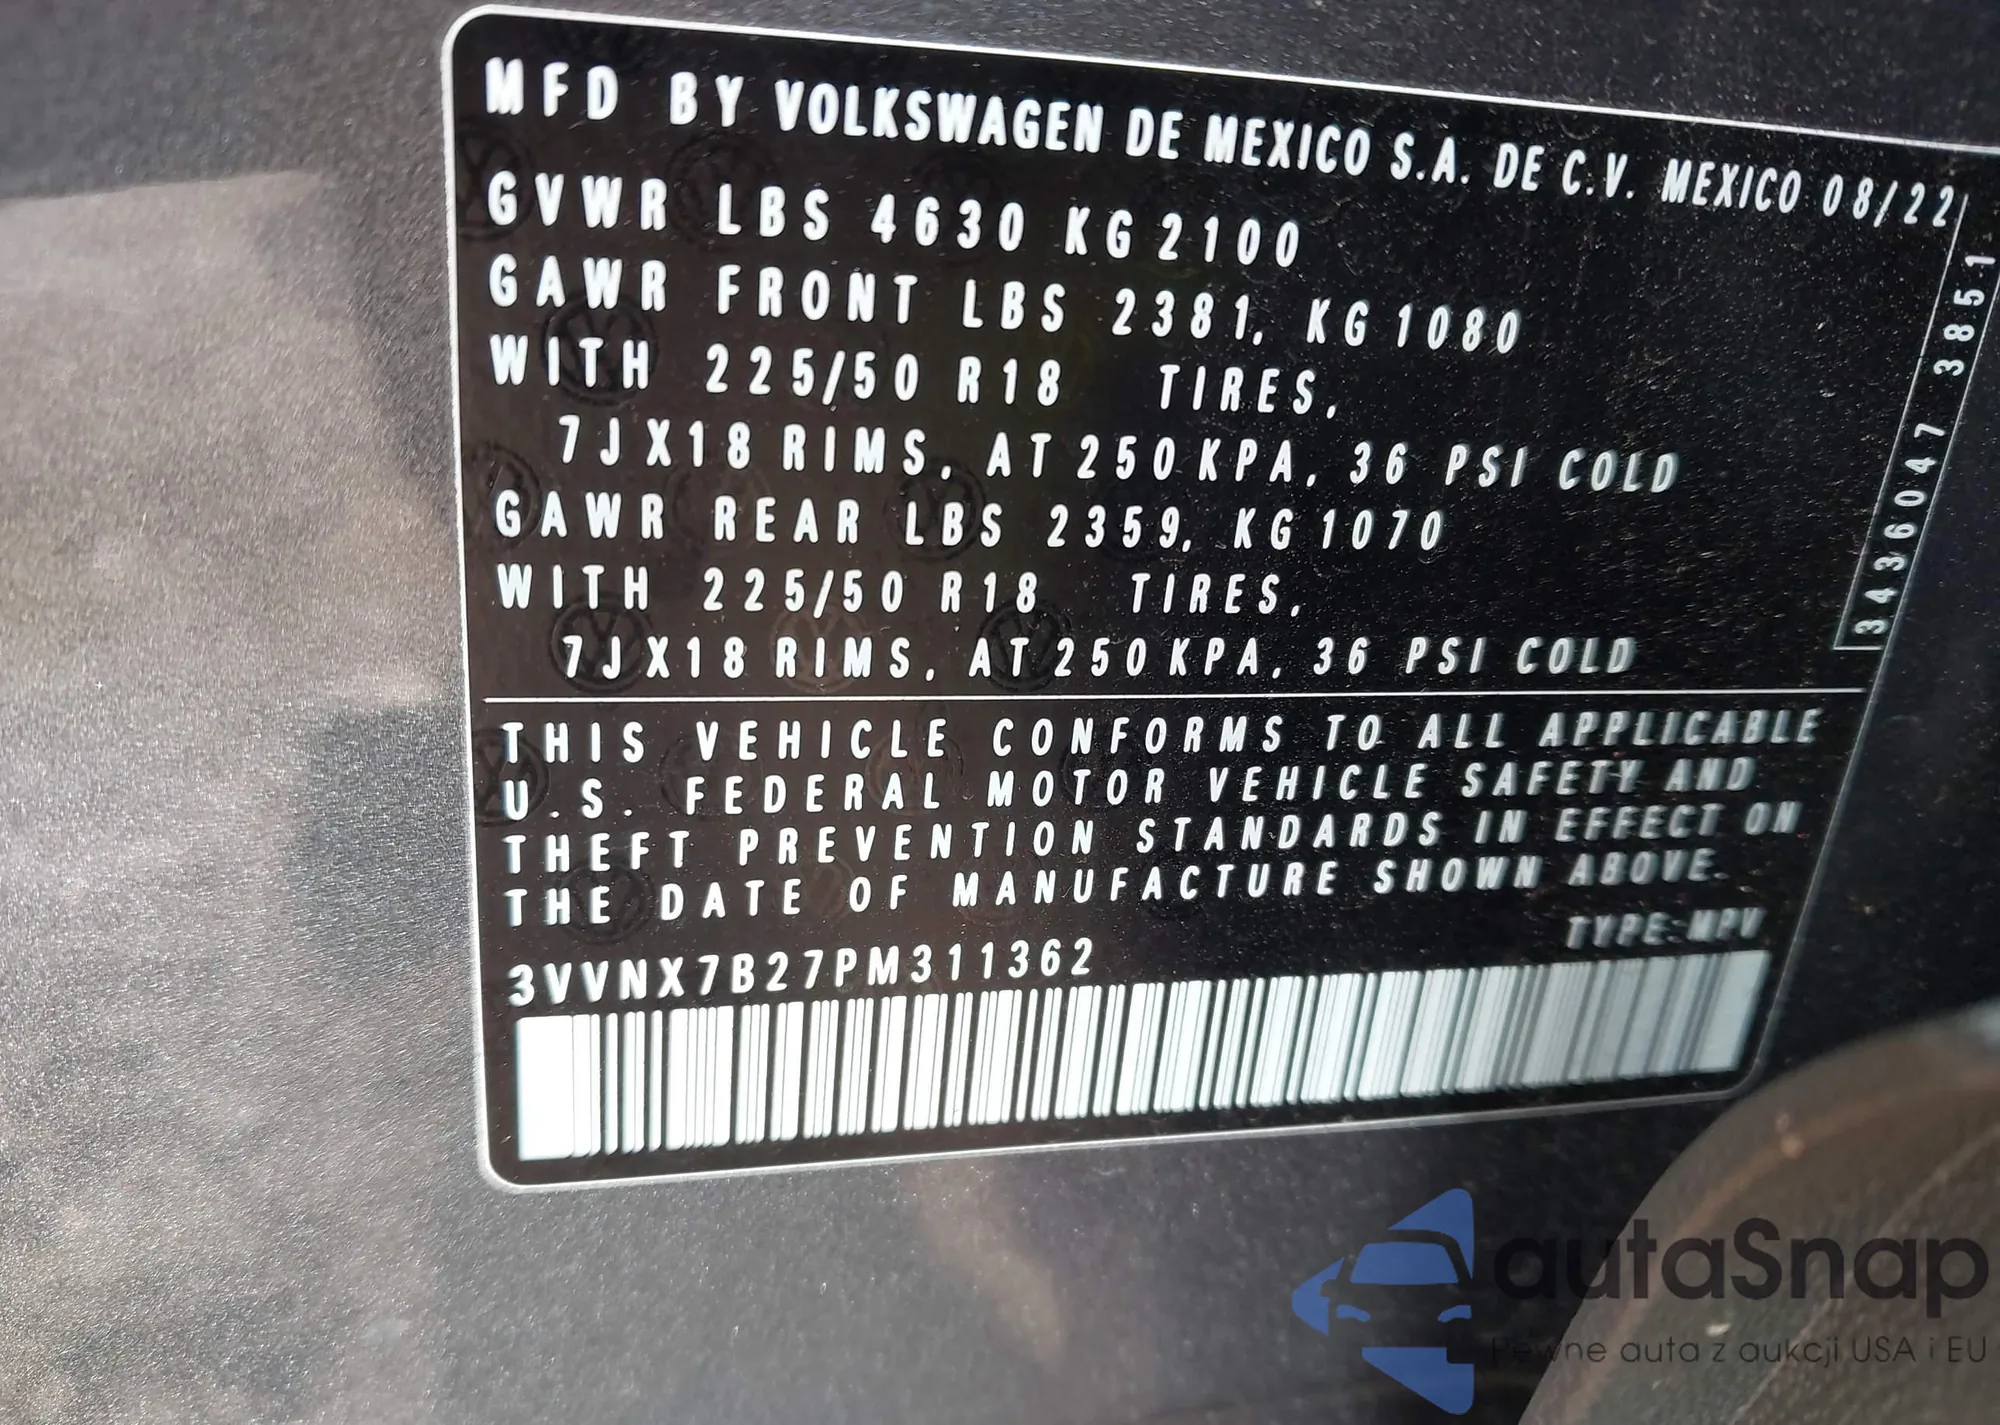 MFD BY VOLKSWAGEN DE MEXICO S.A. DE C.V. MEXICO 08/22
GVWR LBS 4630 KG 2100
GAWR FRONT LBS 2381, KG 1080
WITH 225/50 R18 TIRES,
7JX18 RIMS, AT 250 KPA, 36 PSI COLD
GAWR REAR LBS 2359, KG 1070
WITH 225/50 R18 TIRES,
7JX18 RIMS, AT 250 KPA, 36 PSI COLD
3436047 3851
THIS VEHICLE CONFORMS TO ALL APPLICABLE
U.S. FEDERAL MOTOR VEHICLE SAFETY AND
THEFT PREVENTION STANDARDS IN EFFECT ON
THE DATE OF MANUFACTURE SHOWN ABOVE.
TYPE:MPV
3VVNX7B27PM311362
autaSnap
Pewne auta z aukcji USA i EU